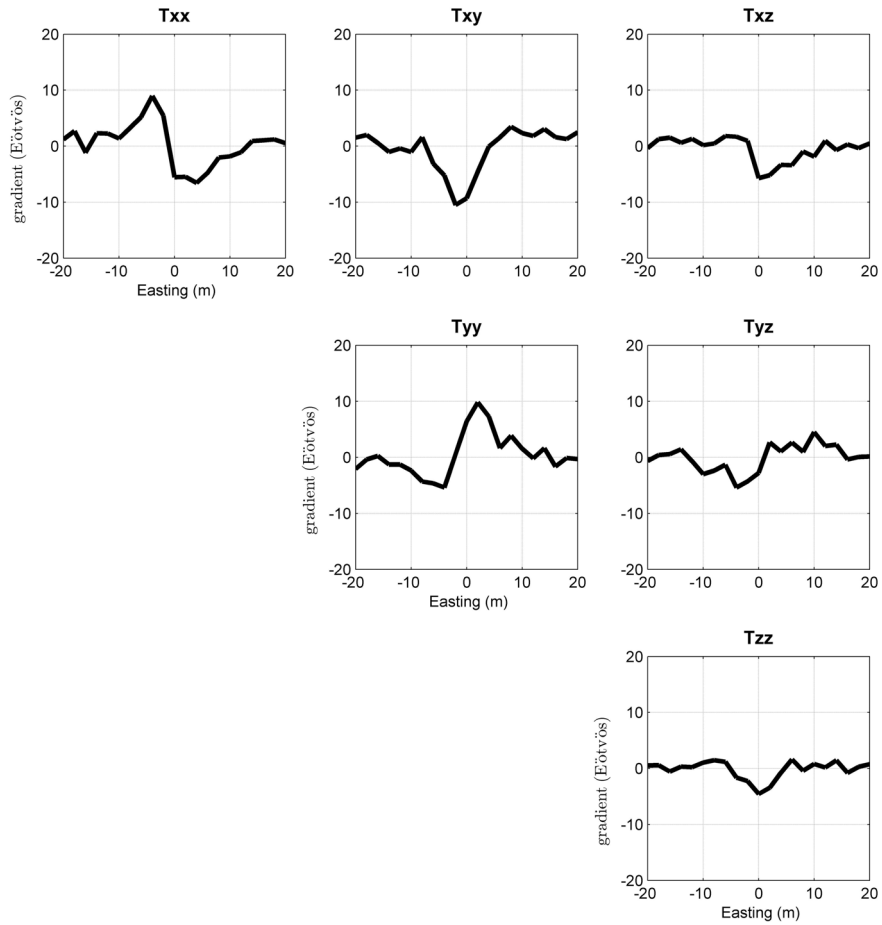 Txx Txy Txz
20 20 20
10 10 10
0 0 0
-10 -10 -10
-20 -20 -20
-20 -10 0 10 20 -20 -10 0 10 20 -20 -10 0 10 20
gradient (Eötvös)
Easting (m)
Tyy Tyz
20 20
10 10
0 0
-10 -10
-20 -20
-20 -10 0 10 20 -20 -10 0 10 20
gradient (Eötvös)
Easting (m)
Tzz
20
10
0
-10
-20
-20 -10 0 10 20
gradient (Eötvös)
Easting (m)